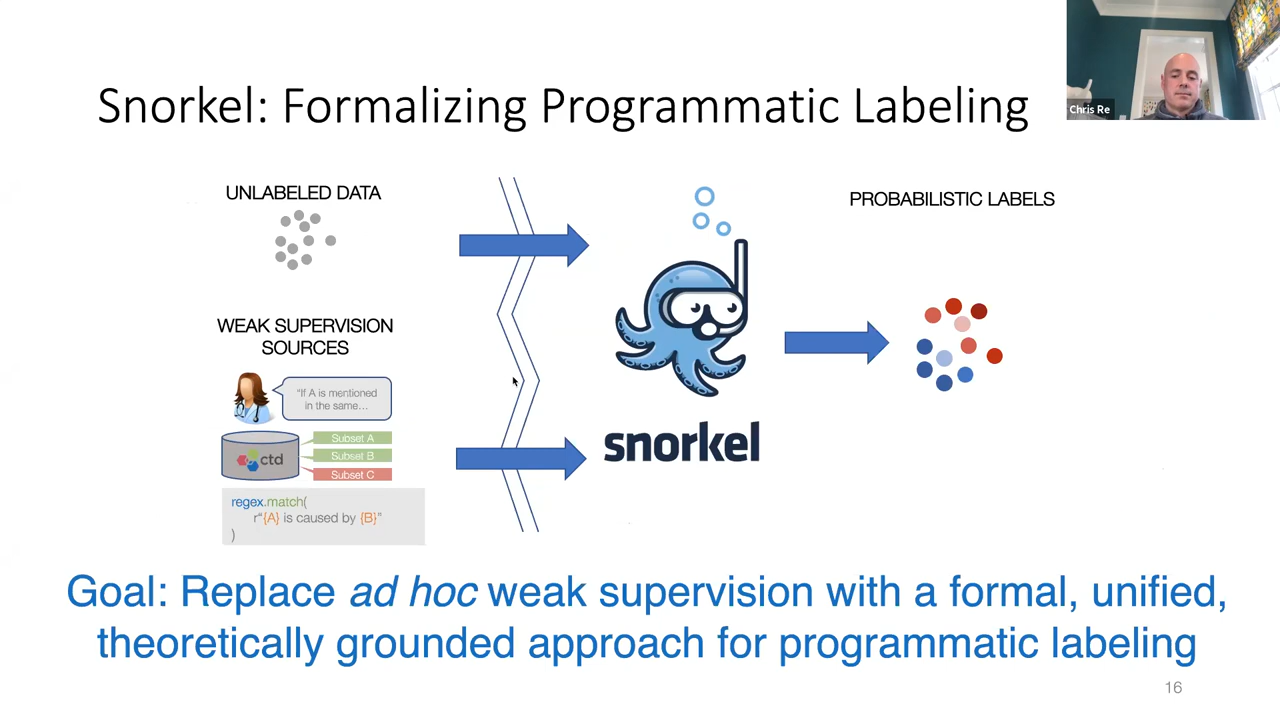 Chris Re
Snorkel: Formalizing Programmatic Labeling
UNLABELED DATA
PROBABILISTIC LABELS
WEAK SUPERVISION
SOURCES
"If A is mentioned
in the same…
ctd
Subset A
Subset B
Subset C
regex.match(
r"{A} is caused by {B}"
)
snorkel
Goal: Replace ad hoc weak supervision with a formal, unified,
theoretically grounded approach for programmatic labeling
16